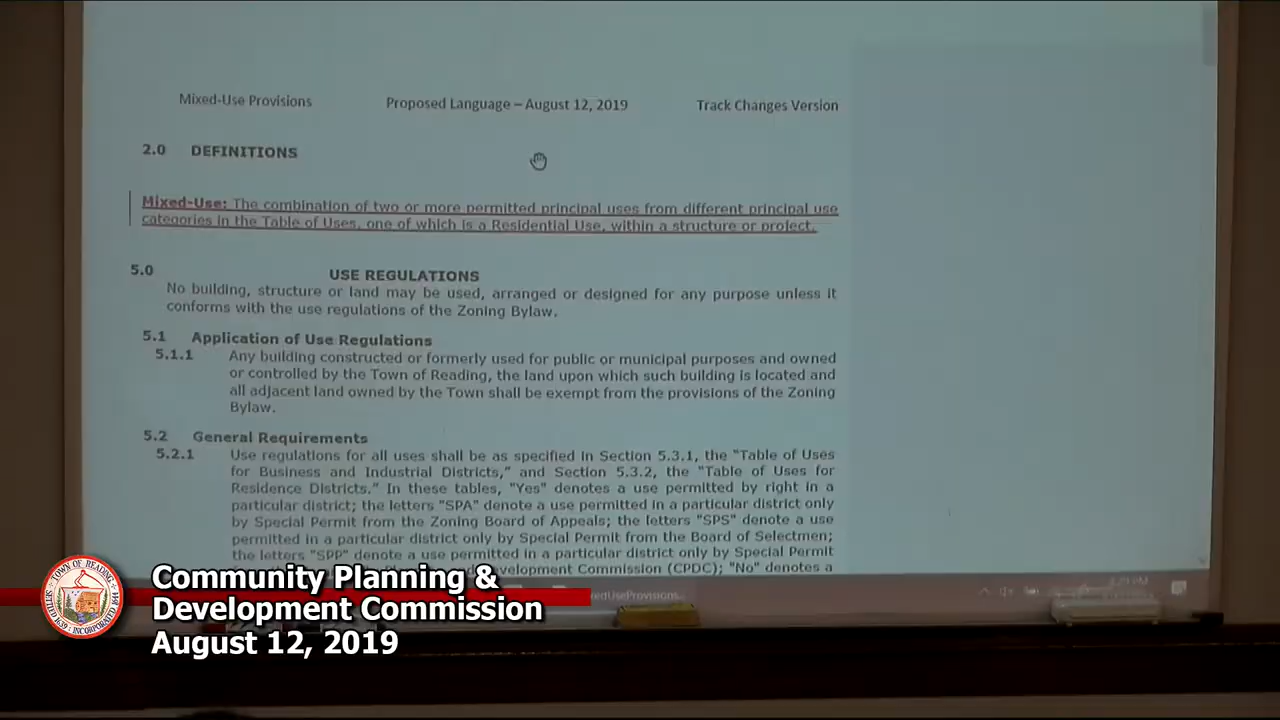 Mixed-Use Provisions Proposed Language – August 12, 2019 Track Changes Version
2.0 DEFINITIONS
Mixed-Use: The combination of two or more permitted principal uses from different principal use
categories in the Table of Uses, one of which is a Residential Use, within a structure or project.
5.0 USE REGULATIONS
No building, structure or land may be used, arranged or designed for any purpose unless it
conforms with the use regulations of the Zoning Bylaw.
5.1 Application of Use Regulations
5.1.1 Any building constructed or formerly used for public or municipal purposes and owned
or controlled by the Town of Reading, the land upon which such building is located and
all adjacent land owned by the Town shall be exempt from the provisions of the Zoning
Bylaw.
5.2 General Requirements
5.2.1 Use regulations for all uses shall be as specified in Section 5.3.1, the “Table of Uses
for Business and Industrial Districts,” and Section 5.3.2, the “Table of Uses for
Residence Districts.” In these tables, “Yes” denotes a use permitted by right in a
particular district; the letters “SPA” denote a use permitted in a particular district only
by Special Permit from the Zoning Board of Appeals; the letters “SPS” denote a use
permitted in a particular district only by Special Permit from the Board of Selectmen;
the letters “SPP” denote a use permitted in a particular district only by Special Permit
Commission (CPDC); “No” denotes a
TOWN OF READING
SETTLED 1639 INCORPORATED 1644
Community Planning &
Development Commission
August 12, 2019